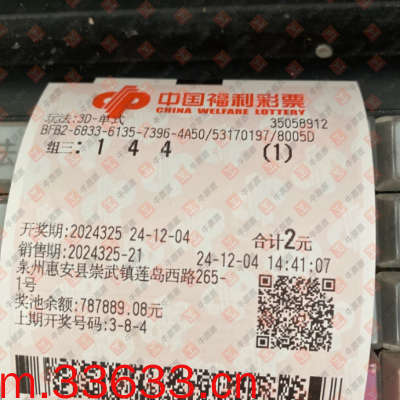 中国福利彩票
CHINA WELFARE LOTTERY
玩法:3D-单式 35058912
BFB2-6833-6135-7396-4A50/53170197/8005D
组三: 1 4 4 (1)
开奖期:2024325 24-12-04 合计2元
销售期:2024325-21 24-12-04 14:41:07
泉州惠安县崇武镇莲岛西路265-
1号
奖池余额:787889.08元
上期开奖号码:3-8-4
m.33633.cn